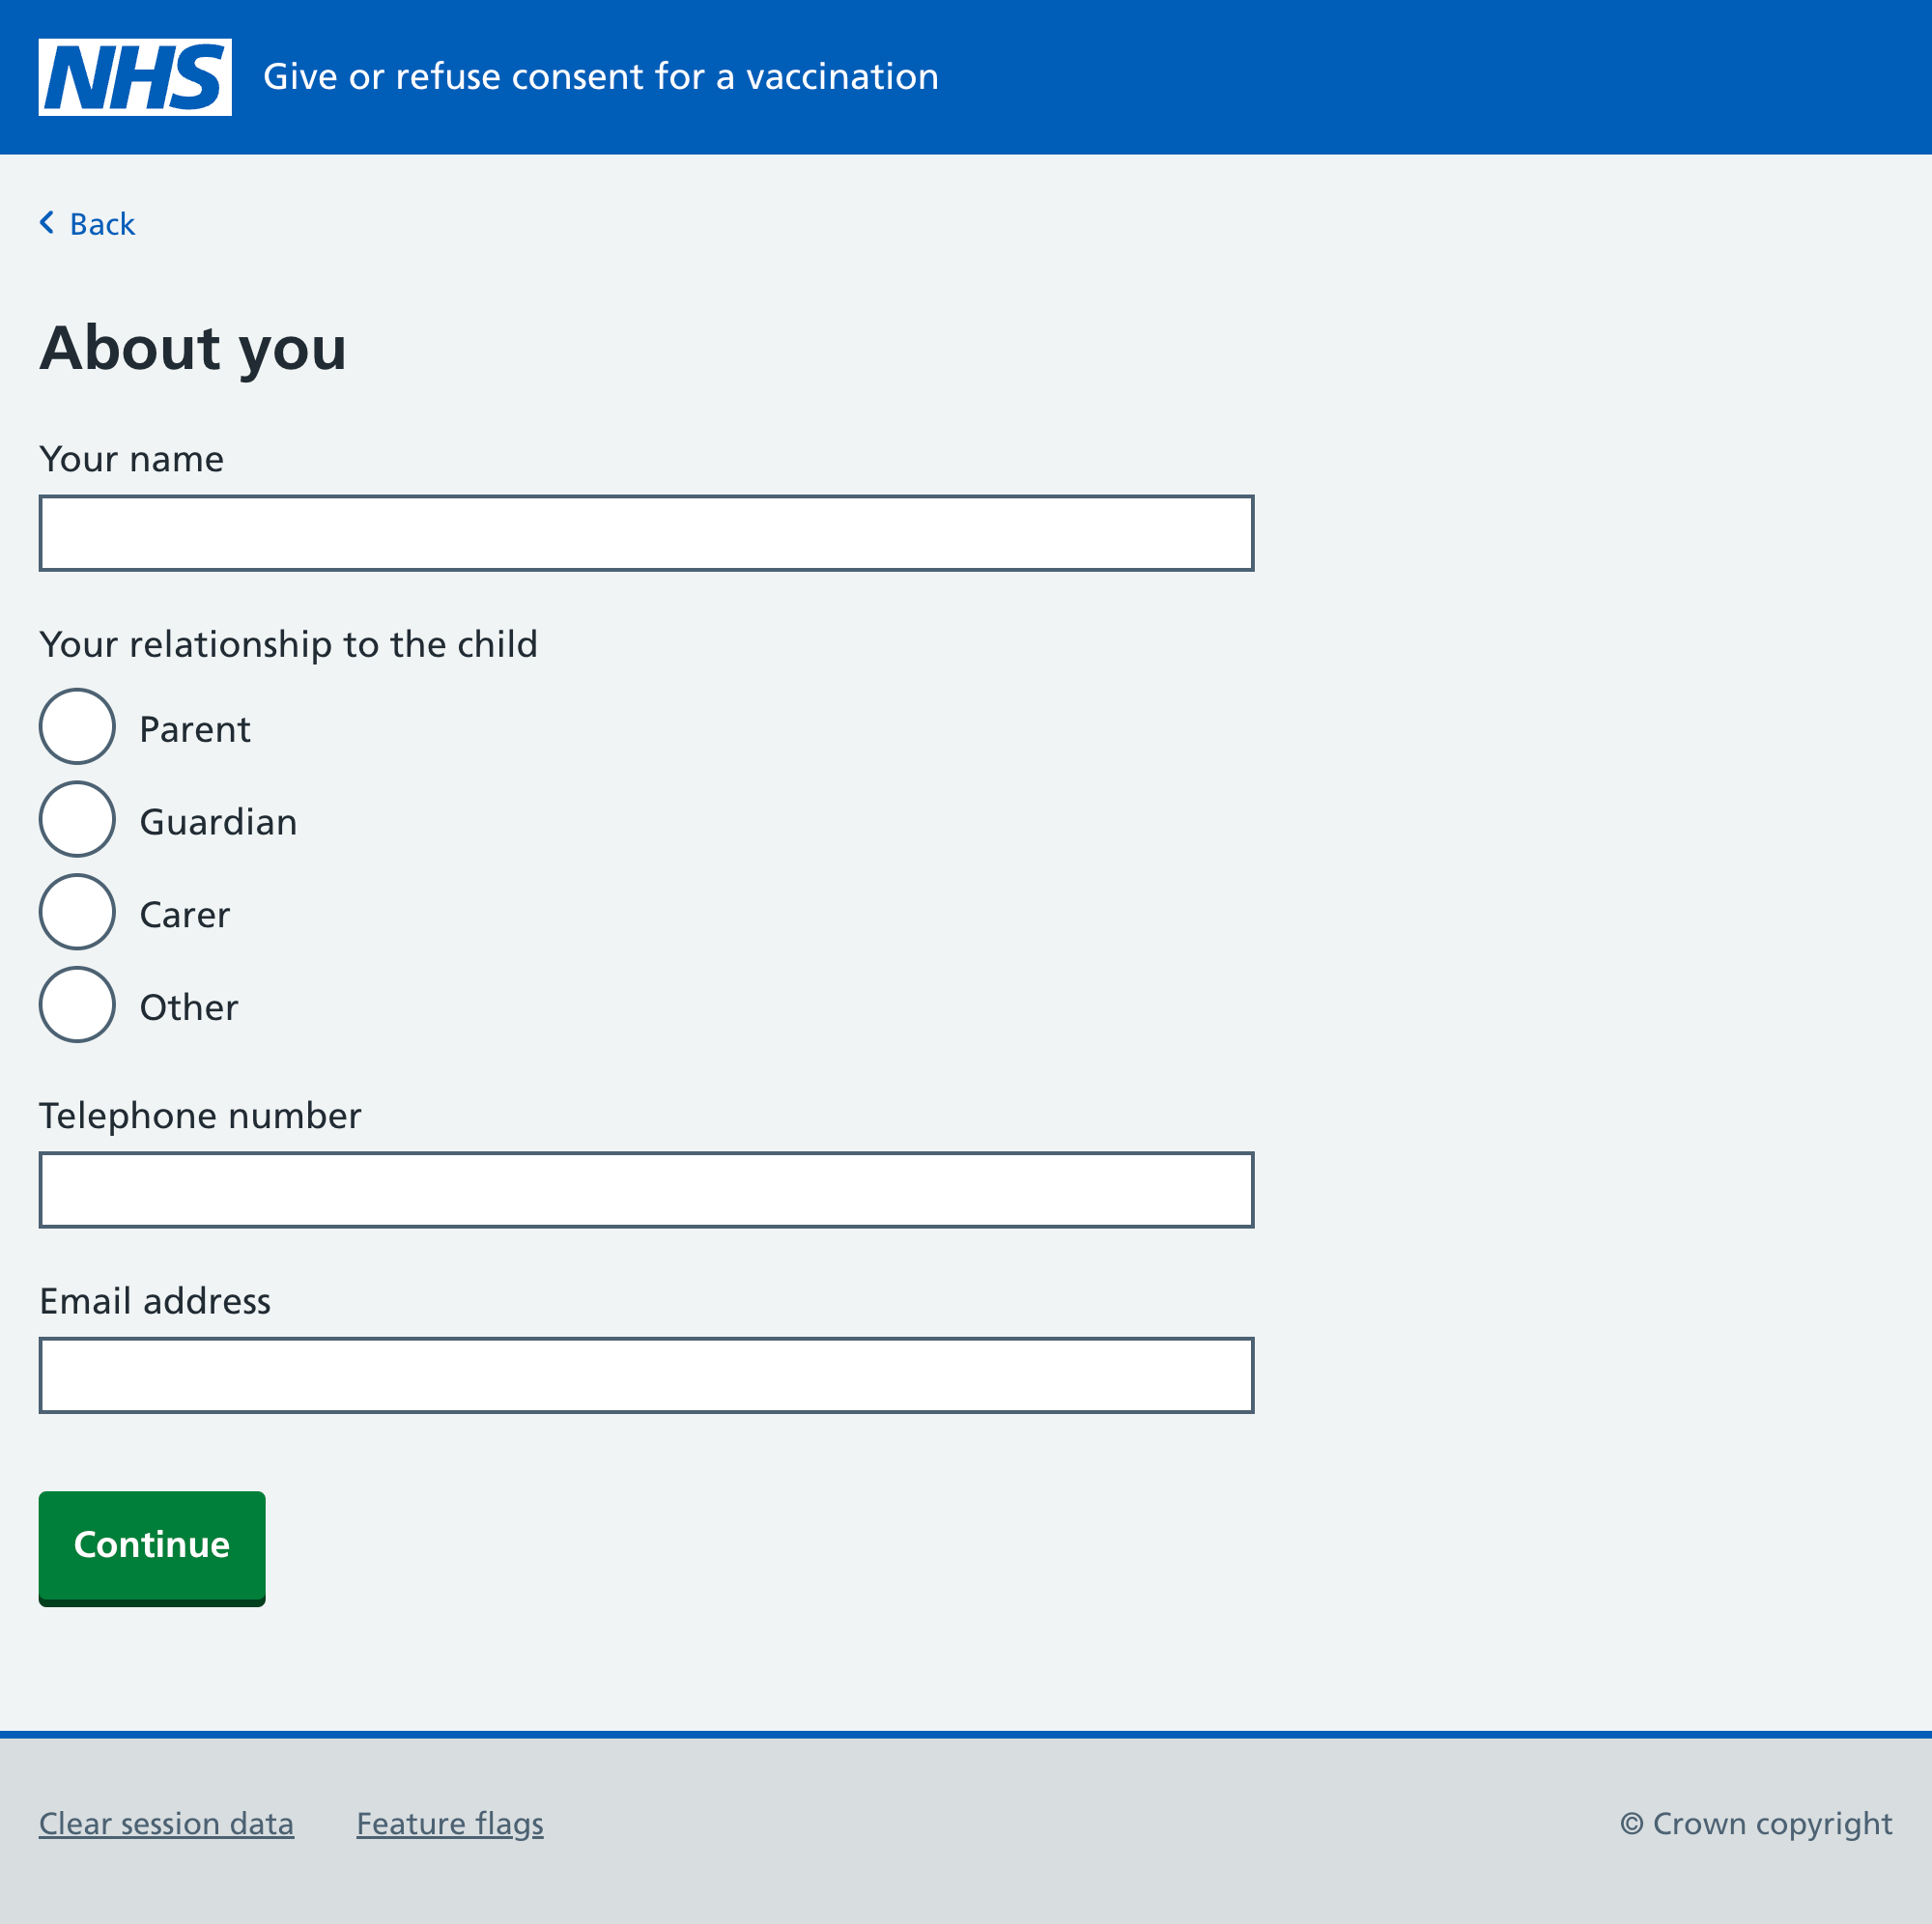 NHS Give or refuse consent for a vaccination
Back
About you
Your name
Your relationship to the child
Parent
Guardian
Carer
Other
Telephone number
Email address
Continue
Clear session data Feature flags © Crown copyright